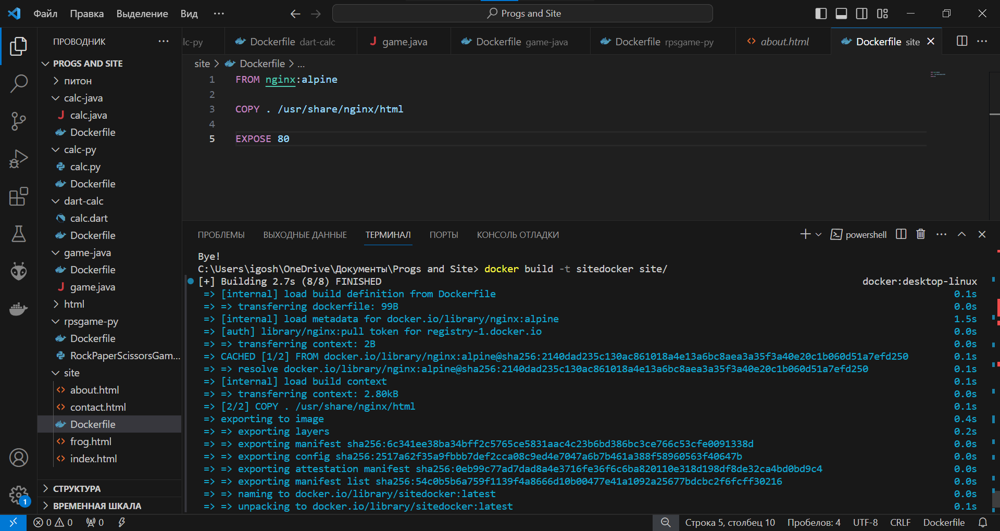 Файл Правка Выделение Вид ··· Progs and Site
ПРОВОДНИК ···
lc-py Dockerfile dart-calc game.java Dockerfile game-java Dockerfile rpsgame-py about.html Dockerfile site
PROGS AND SITE
питон
calc-java
calc.java
Dockerfile
calc-py
calc.py
Dockerfile
dart-calc
calc.dart
Dockerfile
game-java
Dockerfile
game.java
html
rpsgame-py
Dockerfile
RockPaperScissorsGam...
site
about.html
contact.html
Dockerfile
frog.html
index.html
СТРУКТУРА
ВРЕМЕННАЯ ШКАЛА
1
site > Dockerfile > ...
1 FROM nginx:alpine
2
3 COPY . /usr/share/nginx/html
4
5 EXPOSE 80
ПРОБЛЕМЫ ВЫХОДНЫЕ ДАННЫЕ ТЕРМИНАЛ ПОРТЫ КОНСОЛЬ ОТЛАДКИ powershell ···
Bye!
C:\Users\igosh\OneDrive\Документы\Progs and Site> docker build -t sitedocker site/
[+] Building 2.7s (8/8) FINISHED docker:desktop-linux
=> [internal] load build definition from Dockerfile 0.1s
=> => transferring dockerfile: 99B 0.0s
=> [internal] load metadata for docker.io/library/nginx:alpine 1.5s
=> [auth] library/nginx:pull token for registry-1.docker.io 0.0s
=> => transferring context: 2B 0.0s
=> CACHED [1/2] FROM docker.io/library/nginx:alpine@sha256:2140dad235c130ac861018a4e13a6bc8aea3a35f3a40e20c1b060d51a7efd250 0.1s
=> => resolve docker.io/library/nginx:alpine@sha256:2140dad235c130ac861018a4e13a6bc8aea3a35f3a40e20c1b060d51a7efd250 0.1s
=> [internal] load build context 0.1s
=> => transferring context: 2.80kB 0.0s
=> [2/2] COPY . /usr/share/nginx/html 0.1s
=> exporting to image 0.4s
=> => exporting layers 0.2s
=> => exporting manifest sha256:6c341ee38ba34bff2c5765ce5831aac4c23b6bd386bc3ce766c53cfe0091338d 0.0s
=> => exporting config sha256:2517a62f35a9fbbb7def2cca08c9ed4e7047a6b7b461a388f58960563f40647b 0.0s
=> => exporting attestation manifest sha256:0eb99c77ad7dad8a4e3716fe36f6c6ba820110e318d198df8de32ca4bd0bd9c4 0.0s
=> => exporting manifest list sha256:54c0b5b6a759f1139f4a8666d10b00477e41a1092a25677bdcbc2f6fcff30216 0.0s
=> => naming to docker.io/library/sitedocker:latest 0.0s
=> => unpacking to docker.io/library/sitedocker:latest 0.1s
0 0 0 Строка 5, столбец 10 Пробелов: 4 UTF-8 CRLF Dockerfile